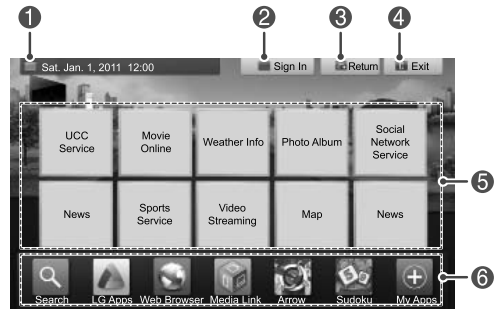 1 2 3 4
Sat. Jan. 1, 2011 12:00 Sign In Return Exit
UCC
Service
Movie
Online
Weather Info
Photo Album
Social
Network
Service
5
News
Sports
Service
Video
Streaming
Map
News
6
Search LG Apps Web Browser Media Link Arrow Sudoku My Apps